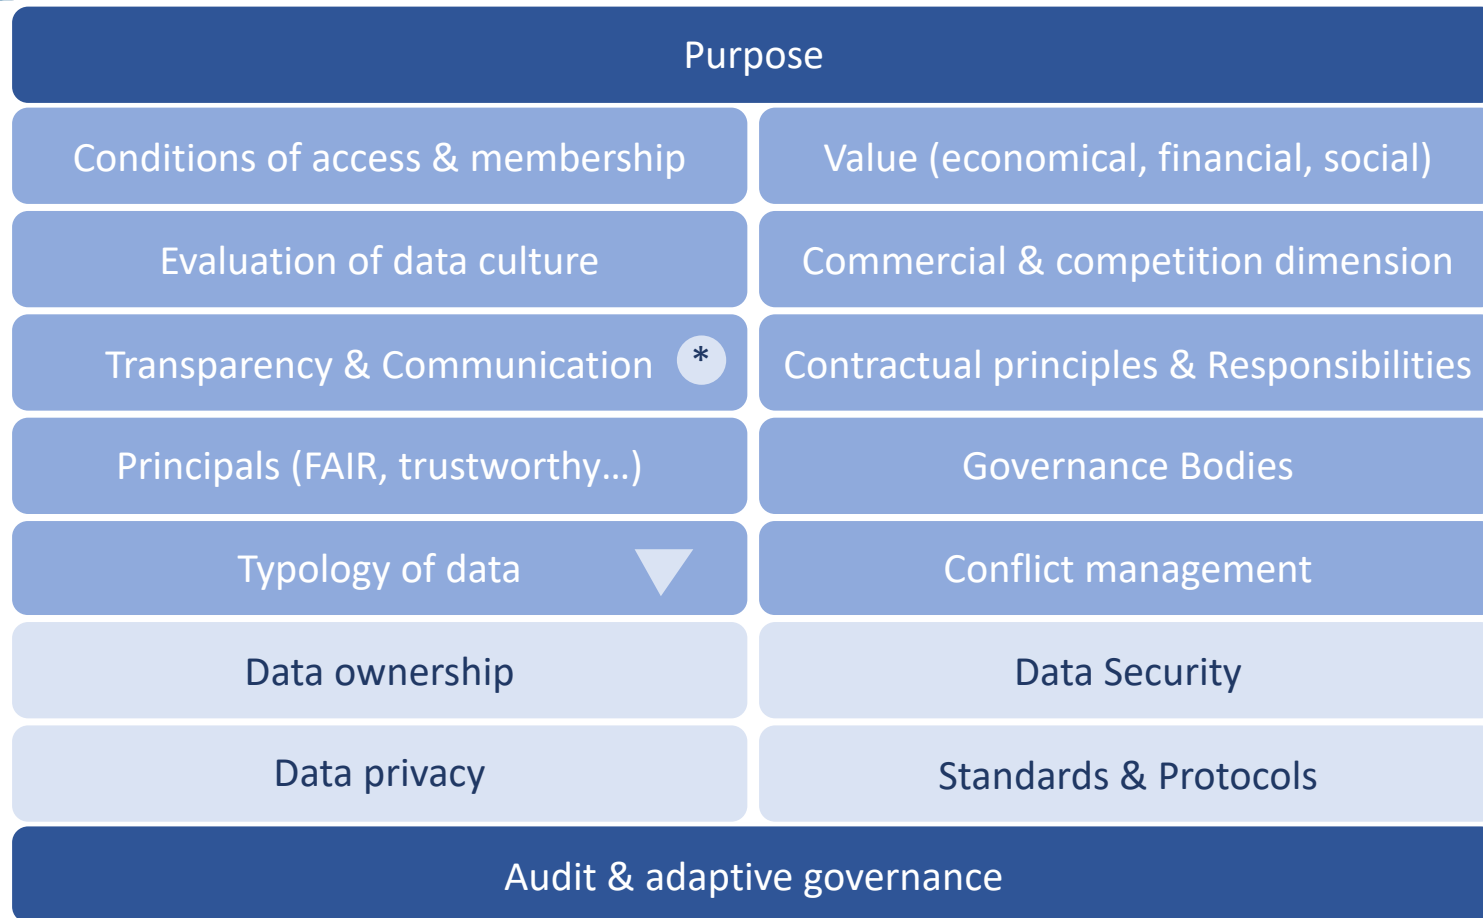 Purpose
Conditions of access & membership
Value (economical, financial, social)
Evaluation of data culture
Commercial & competition dimension
Transparency & Communication *
Contractual principles & Responsibilities
Principals (FAIR, trustworthy…)
Governance Bodies
Typology of data
Conflict management
Data ownership
Data Security
Data privacy
Standards & Protocols
Audit & adaptive governance